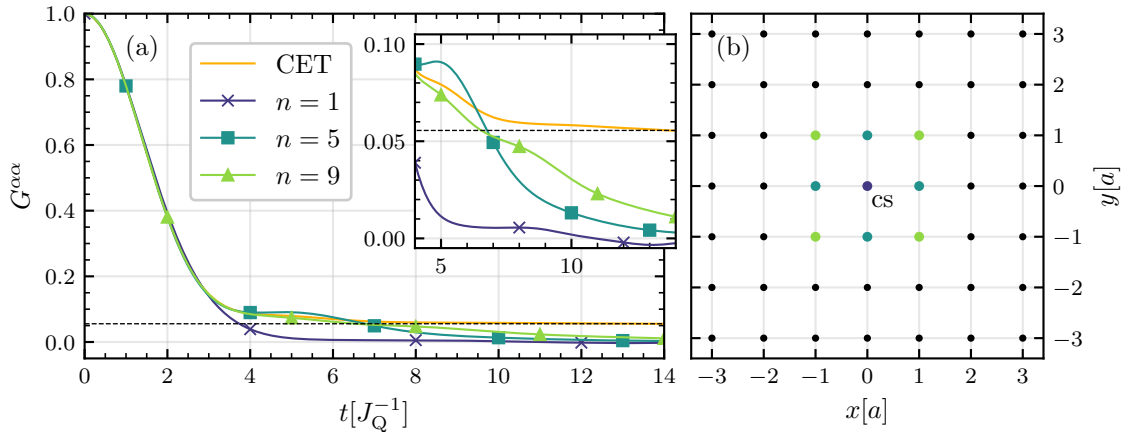 (a)
CET
n = 1
n = 5
n = 9
G^{αα}
1.0
0.8
0.6
0.4
0.2
0.0
0 2 4 6 8 10 12 14
t[J_Q^{-1}]
0.10
0.05
0.00
5 10
(b)
cs
3
2
1
0
−1
−2
−3
y[a]
−3 −2 −1 0 1 2 3
x[a]